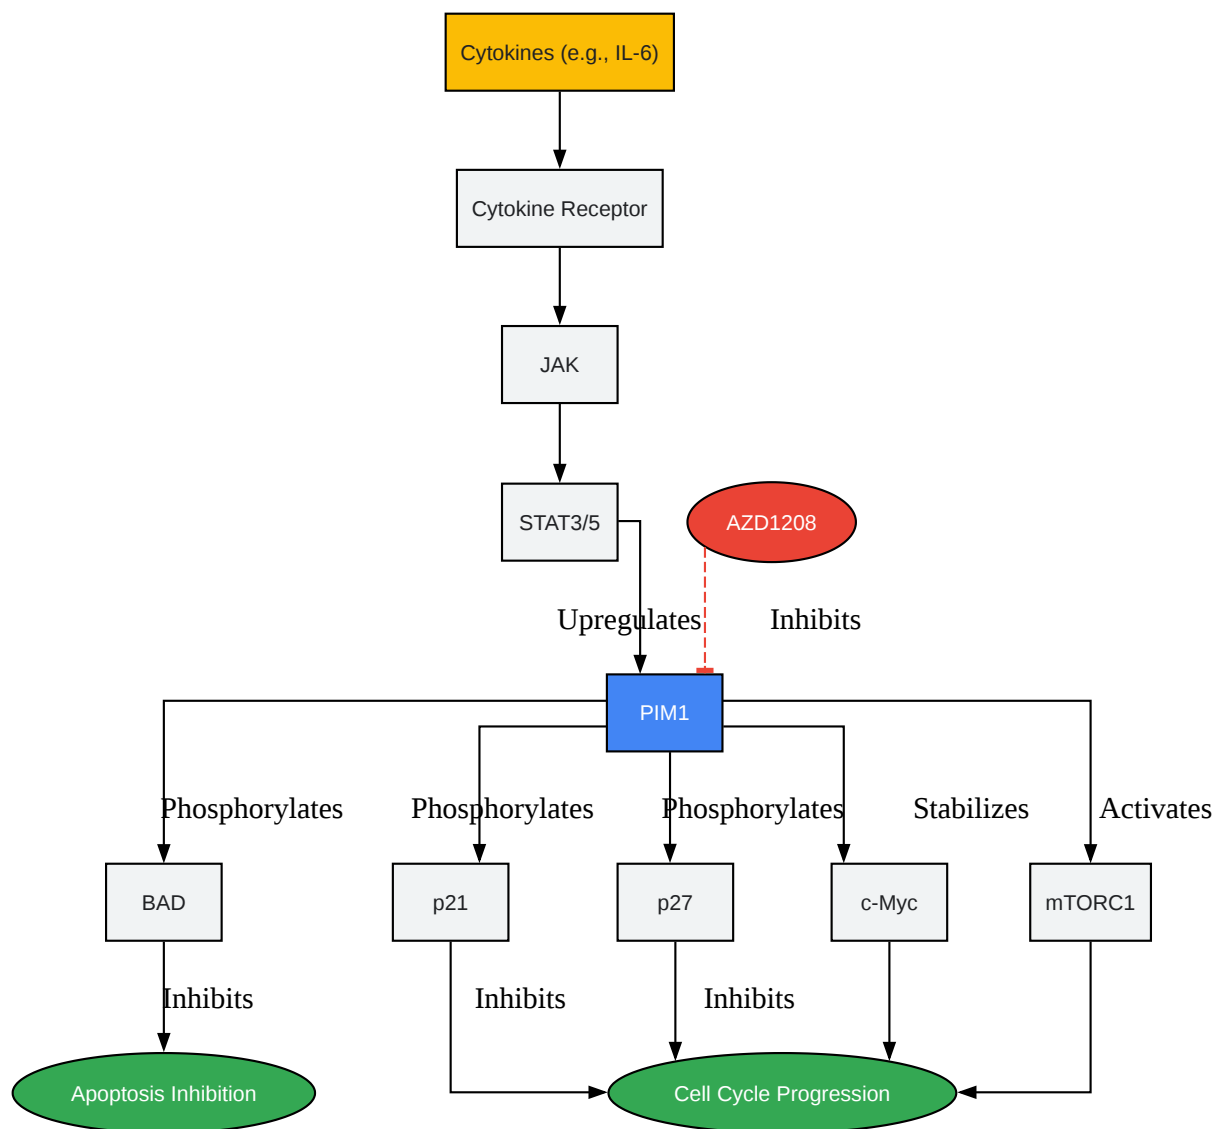 Cytokines (e.g., IL-6)
Cytokine Receptor
JAK
STAT3/5
AZD1208
Upregulates
Inhibits
PIM1
Phosphorylates
Phosphorylates
Phosphorylates
Stabilizes
Activates
BAD
p21
p27
c-Myc
mTORC1
Inhibits
Inhibits
Inhibits
Apoptosis Inhibition
Cell Cycle Progression